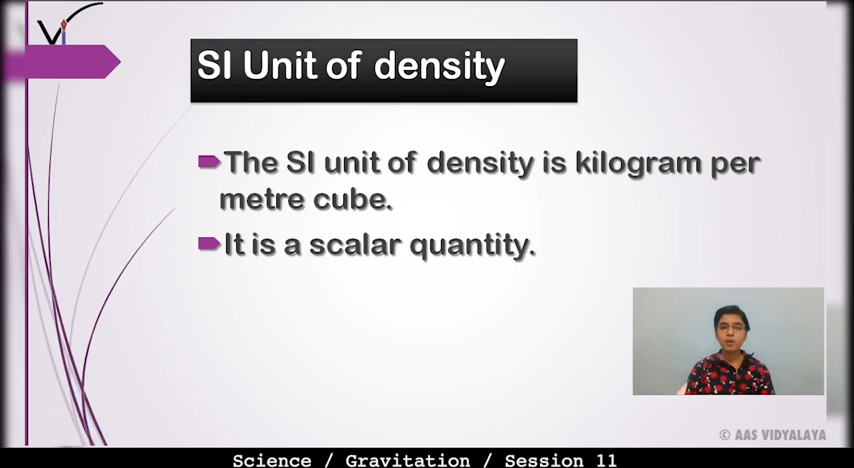 Vi
SI Unit of density
The SI unit of density is kilogram per
metre cube.
It is a scalar quantity.
© AAS VIDYALAYA
Science / Gravitation / Session 11